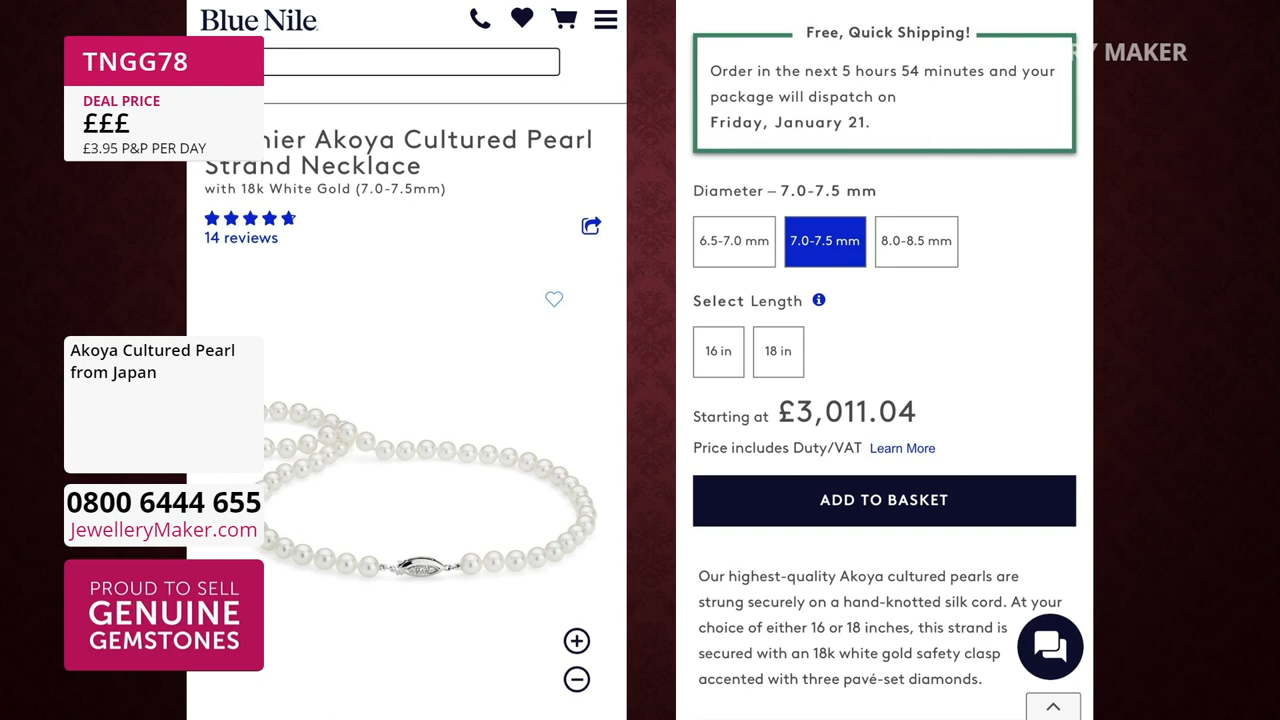 Blue Nile
TNGG78
DEAL PRICE
£££
£3.95 P&P PER DAY
Akoya Cultured Pearl
Strand Necklace
with 18k White Gold (7.0-7.5mm)
14 reviews
Akoya Cultured Pearl
from Japan
0800 6444 655
JewelleryMaker.com
PROUD TO SELL
GENUINE
GEMSTONES
MAKER
Free, Quick Shipping!
Order in the next 5 hours 54 minutes and your
package will dispatch on
Friday, January 21.
Diameter – 7.0-7.5 mm
6.5-7.0 mm
7.0-7.5 mm
8.0-8.5 mm
Select Length
16 in
18 in
Starting at £3,011.04
Price includes Duty/VAT Learn More
ADD TO BASKET
Our highest-quality Akoya cultured pearls are
strung securely on a hand-knotted silk cord. At your
choice of either 16 or 18 inches, this strand is
secured with an 18k white gold safety clasp
accented with three pavé-set diamonds.